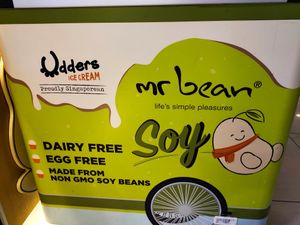 Udders
ICE CREAM
Proudly Singaporean
mr bean®
life's simple pleasures
Soy
DAIRY FREE
EGG FREE
MADE FROM
NON GMO SOY BEANS